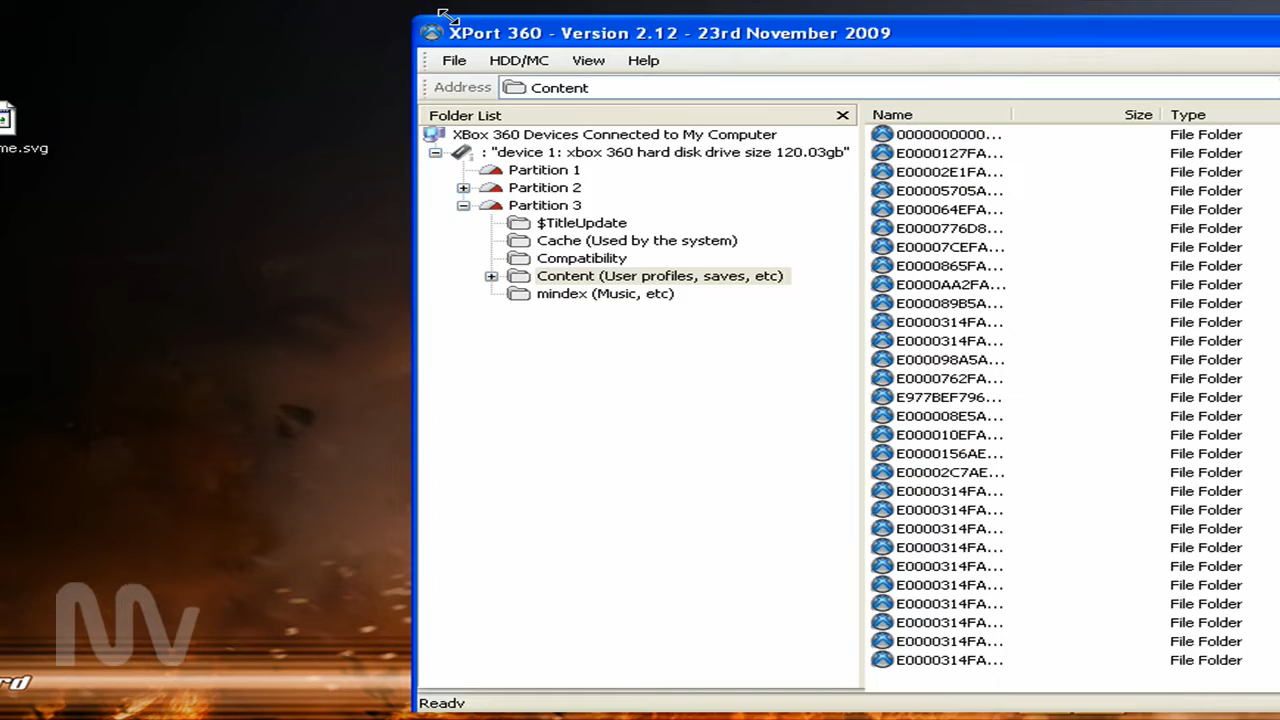 XPort 360 - Version 2.12 - 23rd November 2009
File HDD/MC View Help
Address Content
Folder List
XBox 360 Devices Connected to My Computer
: "device 1: xbox 360 hard disk drive size 120.03gb"
Partition 1
Partition 2
Partition 3
$TitleUpdate
Cache (Used by the system)
Compatibility
Content (User profiles, saves, etc)
mindex (Music, etc)
Name Size Type
0000000000... File Folder
E0000127FA... File Folder
E00002E1FA... File Folder
E00005705A... File Folder
E000064EFA... File Folder
E0000776D8... File Folder
E00007CEFA... File Folder
E0000865FA... File Folder
E0000AA2FA... File Folder
E000089B5A... File Folder
E0000314FA... File Folder
E0000314FA... File Folder
E000098A5A... File Folder
E0000762FA... File Folder
E977BEF796... File Folder
E000008E5A... File Folder
E000010EFA... File Folder
E0000156AE... File Folder
E00002C7AE... File Folder
E0000314FA... File Folder
E0000314FA... File Folder
E0000314FA... File Folder
E0000314FA... File Folder
E0000314FA... File Folder
E0000314FA... File Folder
E0000314FA... File Folder
E0000314FA... File Folder
E0000314FA... File Folder
E0000314FA... File Folder
Ready
me.svg
rd